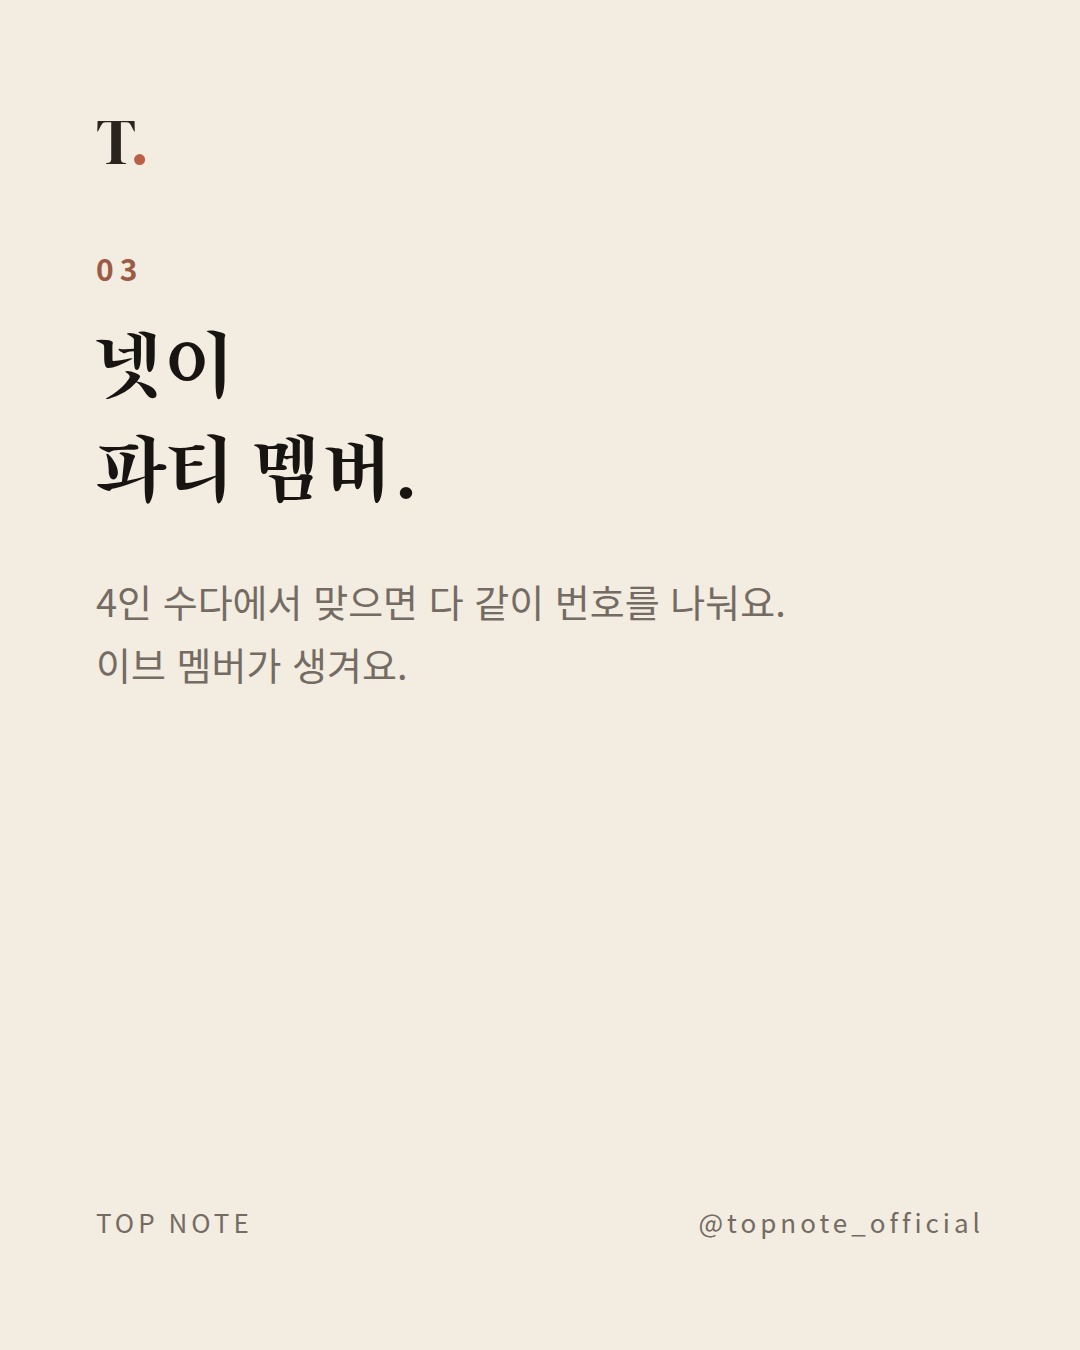 T.
03
넷이
파티 멤버.
4인 수다에서 맞으면 다 같이 번호를 나눠요.
이브 멤버가 생겨요.
TOP NOTE
@topnote_official